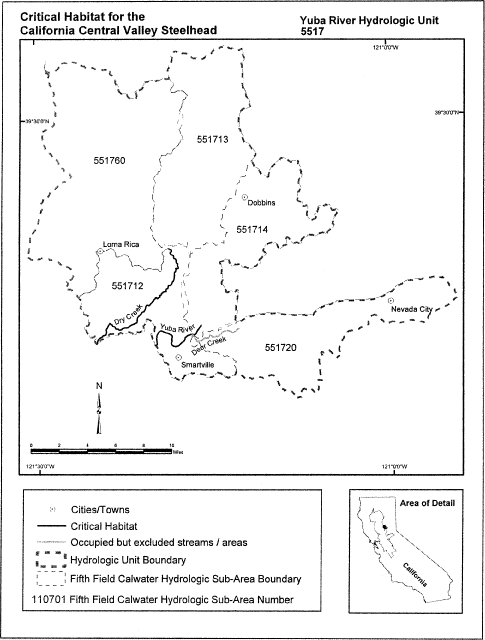 Critical Habitat for the
California Central Valley Steelhead
Yuba River Hydrologic Unit
5517
121°0'0"W
39°30'0"N
39°30'0"N
551713
551760
Dobbins
551714
Loma Rica
551712
Dry Creek
Yuba River
Deer Creek
Nevada City
551720
Smartville
N
0 2 4 6 8 10
Miles
121°30'0"W
121°0'0"W
Cities/Towns
Critical Habitat
Occupied but excluded streams / areas
Hydrologic Unit Boundary
Fifth Field Calwater Hydrologic Sub-Area Boundary
110701 Fifth Field Calwater Hydrologic Sub-Area Number
Area of Detail
California